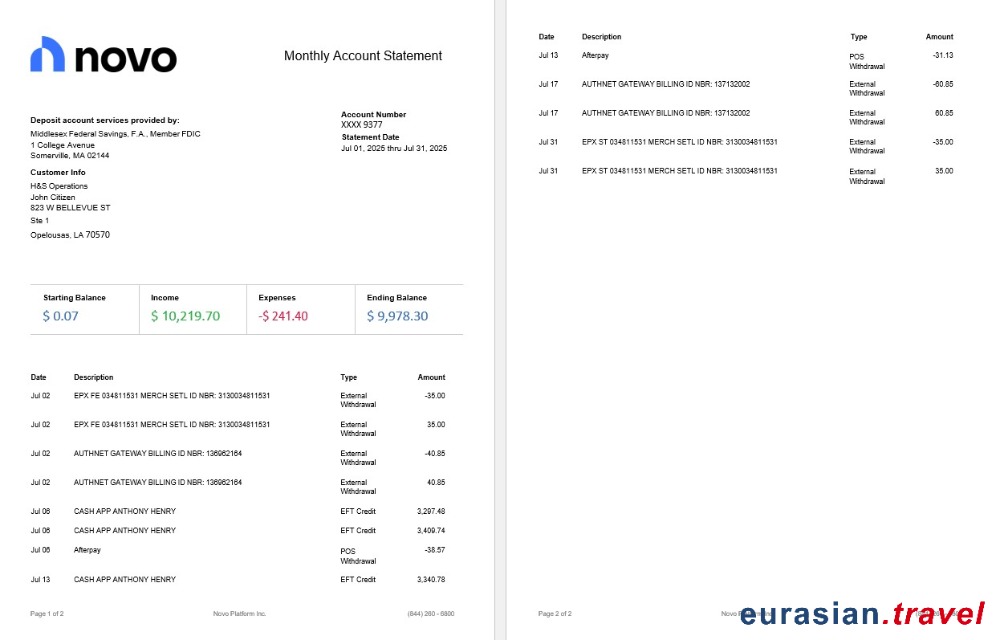 novo
Monthly Account Statement
Deposit account services provided by:
Middlesex Federal Savings, F.A., Member FDIC
1 College Avenue
Somerville, MA 02144
Account Number
XXXX 9377
Statement Date
Jul 01, 2025 thru Jul 31, 2025
Customer Info
H&S Operations
John Citizen
823 W BELLEVUE ST
Ste 1
Opelousas, LA 70570
Starting Balance Income Expenses Ending Balance
$ 0.07 $ 10,219.70 -$ 241.40 $ 9,978.30
Date Description Type Amount
Jul 02 EPX FE 034811531 MERCH SETL ID NBR: 3130034811531 External -35.00
Withdrawal
Jul 02 EPX FE 034811531 MERCH SETL ID NBR: 3130034811531 External 35.00
Withdrawal
Jul 02 AUTHNET GATEWAY BILLING ID NBR: 136962164 External -40.85
Withdrawal
Jul 02 AUTHNET GATEWAY BILLING ID NBR: 136962164 External 40.85
Withdrawal
Jul 06 CASH APP ANTHONY HENRY EFT Credit 3,297.48
Jul 06 CASH APP ANTHONY HENRY EFT Credit 3,409.74
Jul 06 Afterpay POS -38.57
Withdrawal
Jul 13 CASH APP ANTHONY HENRY EFT Credit 3,340.78
Page 1 of 2 Novo Platform Inc. (844) 260 - 6800
Date Description Type Amount
Jul 13 Afterpay POS -31.13
Withdrawal
Jul 17 AUTHNET GATEWAY BILLING ID NBR: 137132002 External -60.85
Withdrawal
Jul 17 AUTHNET GATEWAY BILLING ID NBR: 137132002 External 60.85
Withdrawal
Jul 31 EPX ST 034811531 MERCH SETL ID NBR: 3130034811531 External -35.00
Withdrawal
Jul 31 EPX ST 034811531 MERCH SETL ID NBR: 3130034811531 External 35.00
Withdrawal
Page 2 of 2
eurasian.travel